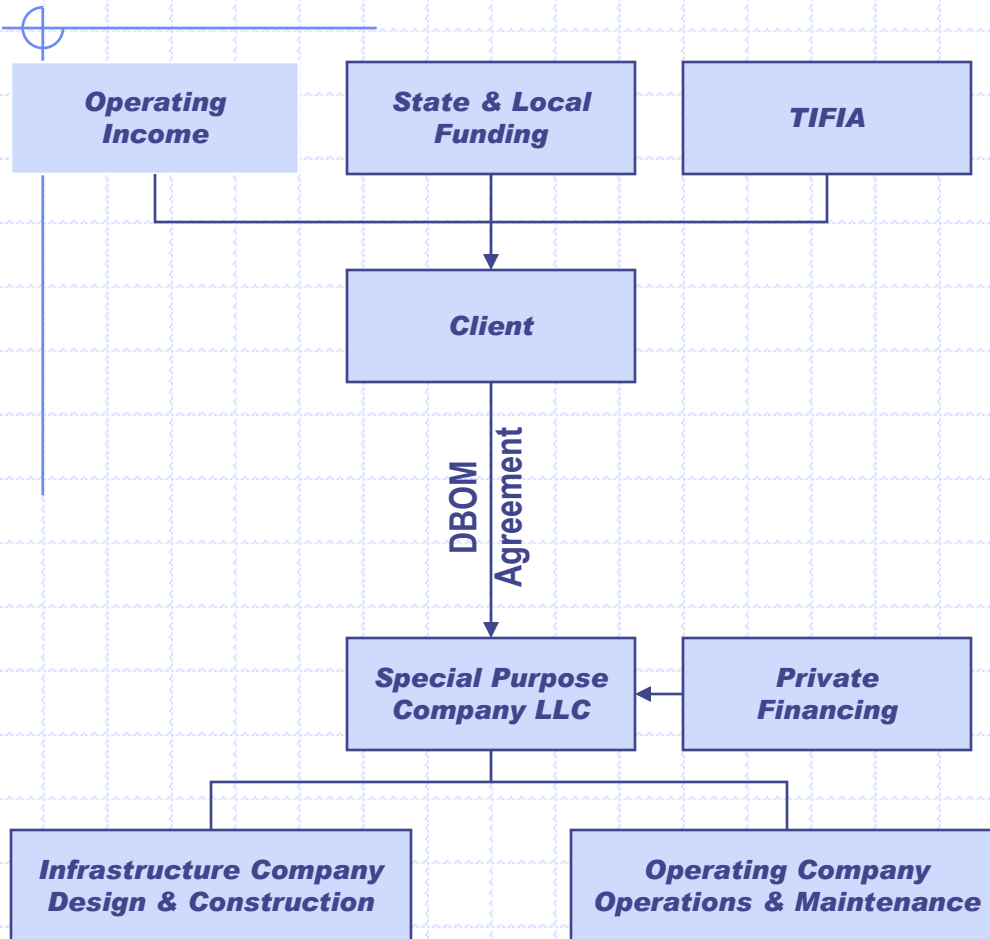 Operating
Income
State & Local
Funding
TIFIA
Client
DBOM
Agreement
Special Purpose
Company LLC
Private
Financing
Infrastructure Company
Design & Construction
Operating Company
Operations & Maintenance